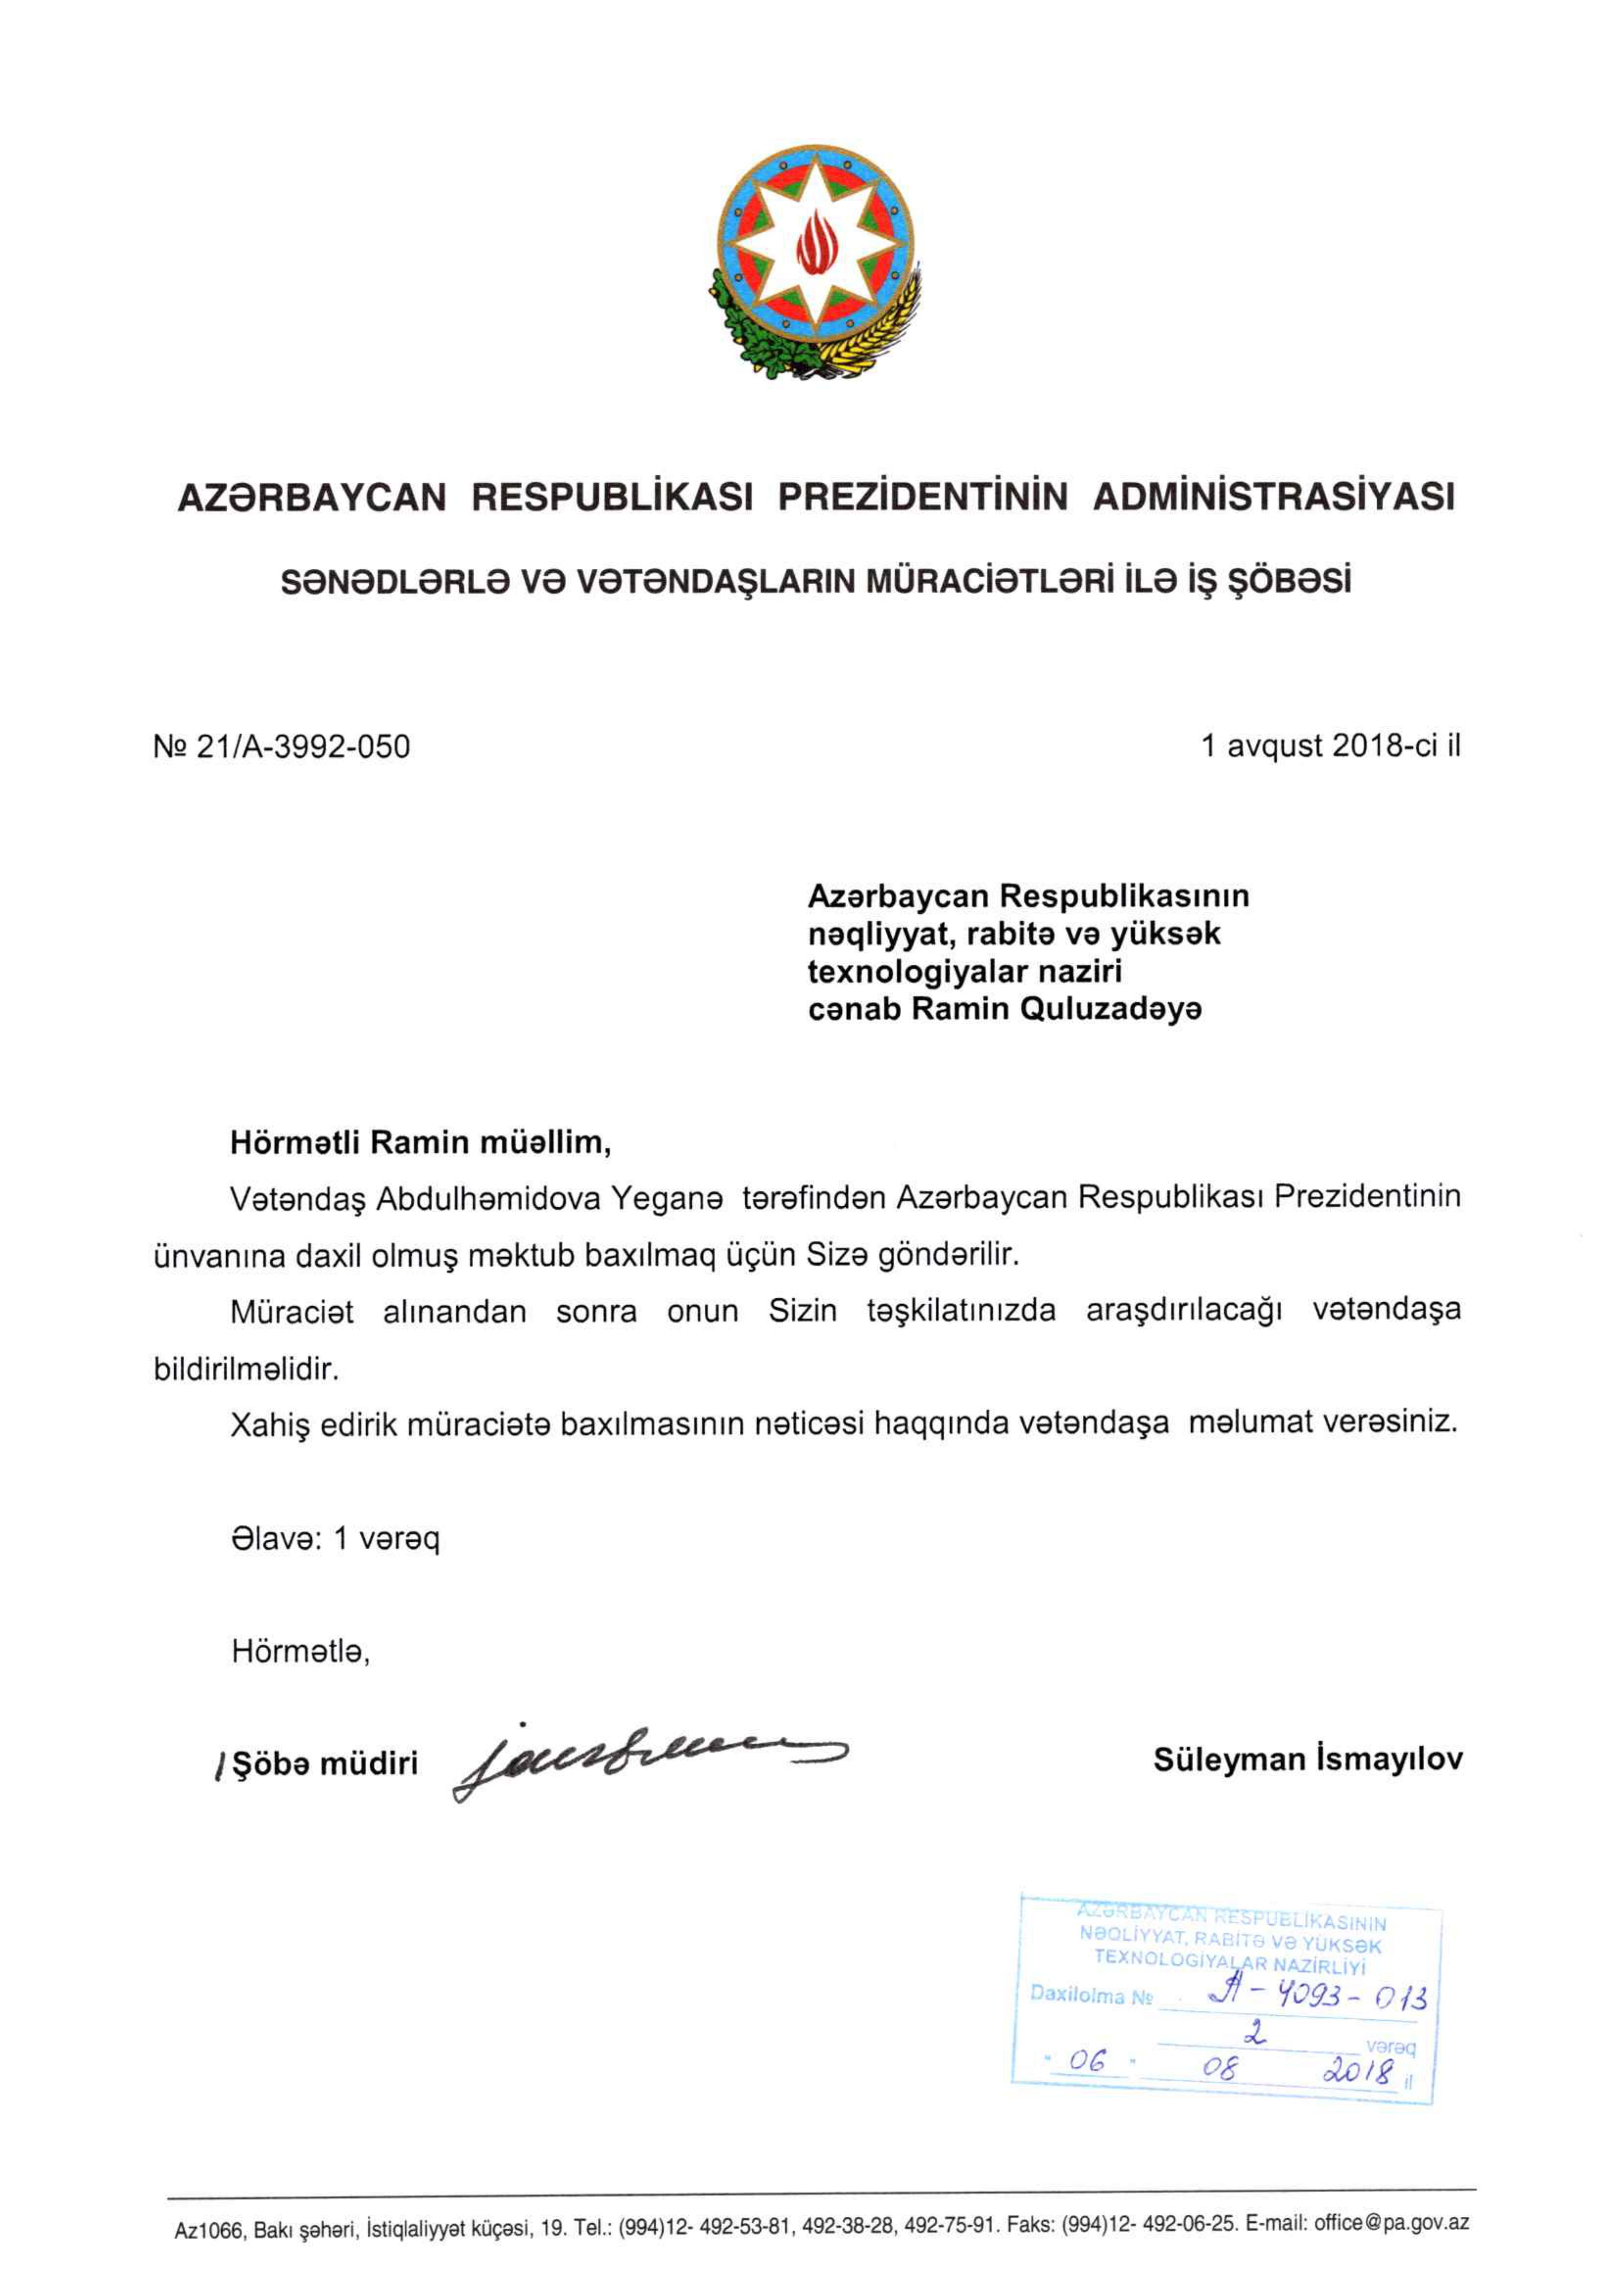 AZƏRBAYCAN RESPUBLİKASI PREZİDENTİNİN ADMİNİSTRASİYASI
SƏNƏDLƏRLƏ VƏ VƏTƏNDAŞLARIN MÜRACİƏTLƏRİ İLƏ İŞ ŞÖBƏSİ
№ 21/A-3992-050
1 avqust 2018-ci il
Azərbaycan Respublikasının
nəqliyyat, rabitə və yüksək
texnologiyalar naziri
cənab Ramin Quluzadəyə
Hörmətli Ramin müəllim,
Vətəndaş Abdulhəmidova Yeganə tərəfindən Azərbaycan Respublikası Prezidentinin
ünvanına daxil olmuş məktub baxılmaq üçün Sizə göndərilir.
Müraciət alınandan sonra onun Sizin təşkilatınızda araşdırılacağı vətəndaşa
bildirilməlidir.
Xahiş edirik müraciətə baxılmasının nəticəsi haqqında vətəndaşa məlumat verəsiniz.
Əlavə: 1 vərəq
Hörmətlə,
/ Şöbə müdiri
Süleyman İsmayılov
AZƏRBAYCAN RESPUBLİKASININ
NƏQLİYYAT, RABİTƏ VƏ YÜKSƏK
TEXNOLOGİYALAR NAZİRLİYİ
Daxilolma № A-4093-013
2 vərəq
" 06 " 08 2018 il
Az1066, Bakı şəhəri, İstiqlaliyyət küçəsi, 19. Tel.: (994)12- 492-53-81, 492-38-28, 492-75-91. Faks: (994)12- 492-06-25. E-mail: office@pa.gov.az